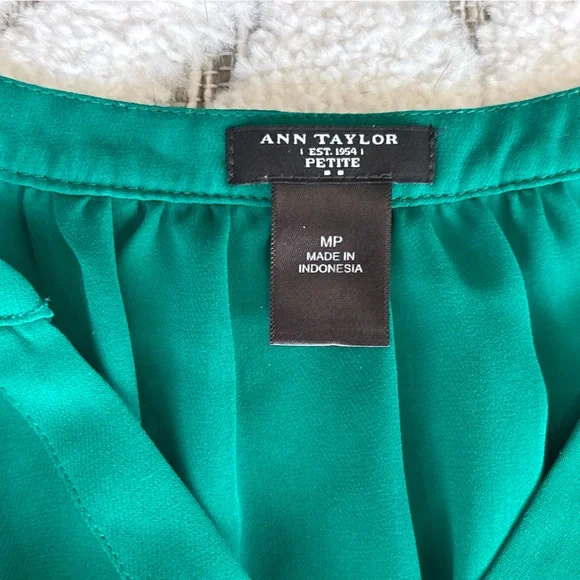 ANN TAYLOR
EST. 1954
PETITE
MP
MADE IN
INDONESIA